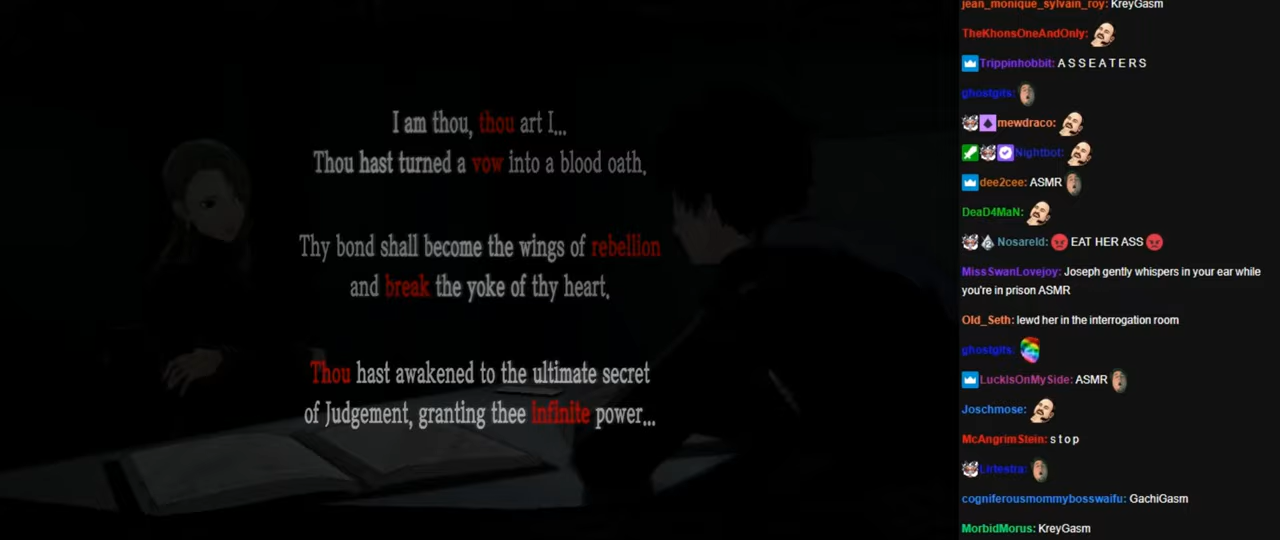 I am thou, thou art I...
Thou hast turned a vow into a blood oath.
Thy bond shall become the wings of rebellion
and break the yoke of thy heart.
Thou hast awakened to the ultimate secret
of Judgement, granting thee infinite power...
jean_monique_sylvain_roy: KreyGasm
TheKhonsOneAndOnly:
Trippinhobbit: A S S E A T E R S
ghostgits:
mewdraco:
Nightbot:
dee2cee: ASMR
DeaD4MaN:
Nosareld: EAT HER ASS
MissSwanLovejoy: Joseph gently whispers in your ear while
you're in prison ASMR
Old_Seth: lewd her in the interrogation room
ghostgits:
LuckIsOnMySide: ASMR
Joschmose:
McAngrimStein: s t o p
Lirtestra:
cogniferousmommybosswaifu: GachiGasm
MorbidMorus: KreyGasm